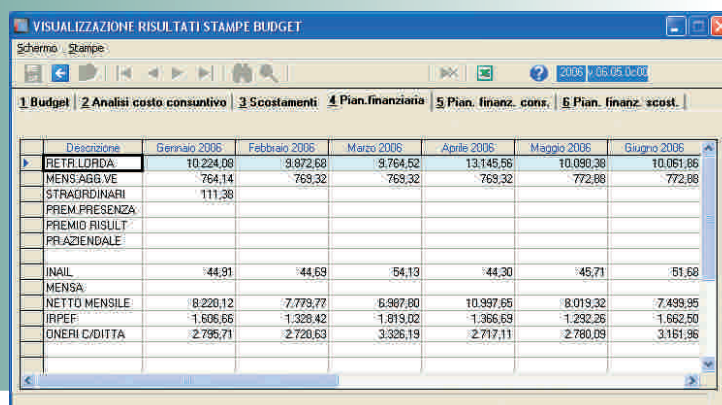 VISUALIZZAZIONE RISULTATI STAMPE BUDGET
Schermo Stampe
2006 v.06.05.0c00
1 Budget 2 Analisi costo consuntivo 3 Scostamenti 4 Pian.finanziaria 5 Pian. finanz. cons. 6 Pian. finanz. scost.
Descrizione Gennaio 2006 Febbraio 2006 Marzo 2006 Aprile 2006 Maggio 2006 Giugno 2006
RETR.LORDA 10.224,08 9.872,68 9.764,52 13.145,56 10.090,38 10.061,86
MENS.AGG.VE 764,14 769,32 769,32 769,32 772,88 772,88
STRAORDINARI 111,38
PREM.PRESENZA
PREMIO RISULT
PR.AZIENDALE
INAIL 44,91 44,69 54,13 44,30 45,71 51,68
MENSA
NETTO MENSILE 8.220,12 7.779,77 6.987,80 10.997,65 8.019,32 7.499,95
IRPEF 1.606,66 1.328,42 1.819,02 1.366,69 1.292,26 1.662,50
ONERI C/DITTA 2.795,71 2.720,63 3.326,19 2.717,11 2.780,09 3.161,96